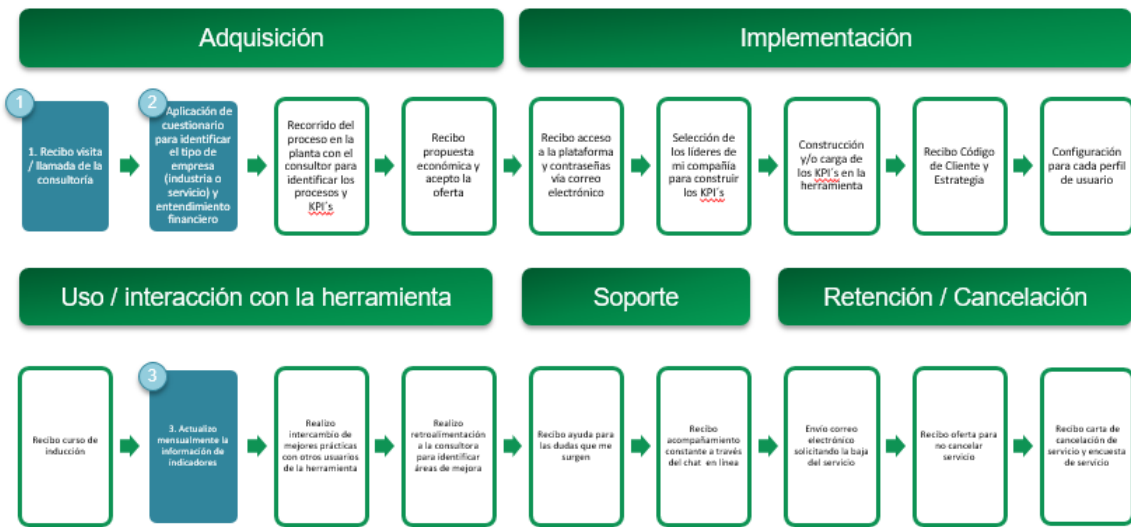 Adquisición
Implementación
1
2
1. Recibo visita
/ llamada de la
consultoría
Aplicación de
cuestionario
para identificar
el tipo de
empresa
(industria o
servicio) y
entendimiento
financiero
Recorrido del
proceso en la
planta con el
consultor para
identificar los
procesos y
KPI´s
Recibo
propuesta
económica y
acepto la
oferta
Recibo acceso
a la plataforma
y contraseñas
vía correo
electrónico
Selección de
los líderes de
mi compañía
para construir
los KPI´s
Construcción
y/o carga de
los KPI´s en la
herramienta
Recibo Código
de Cliente y
Estrategia
Configuración
para cada perfil
de usuario
Uso / interacción con la herramienta
Soporte
Retención / Cancelación
3
Recibo curso de
inducción
3. Actualizo
mensualmente la
información de
indicadores
Realizo
intercambio de
mejores prácticas
con otros usuarios
de la herramienta
Realizo
retroalimentación
a la consultora
para identificar
áreas de mejora
Recibo ayuda para
las dudas que me
surgen
Recibo
acompañamiento
constante a través
del chat en línea
Envío correo
electrónico
solicitando la baja
del servicio
Recibo oferta para
no cancelar
servicio
Recibo carta de
cancelación de
servicio y encuesta
de servicio